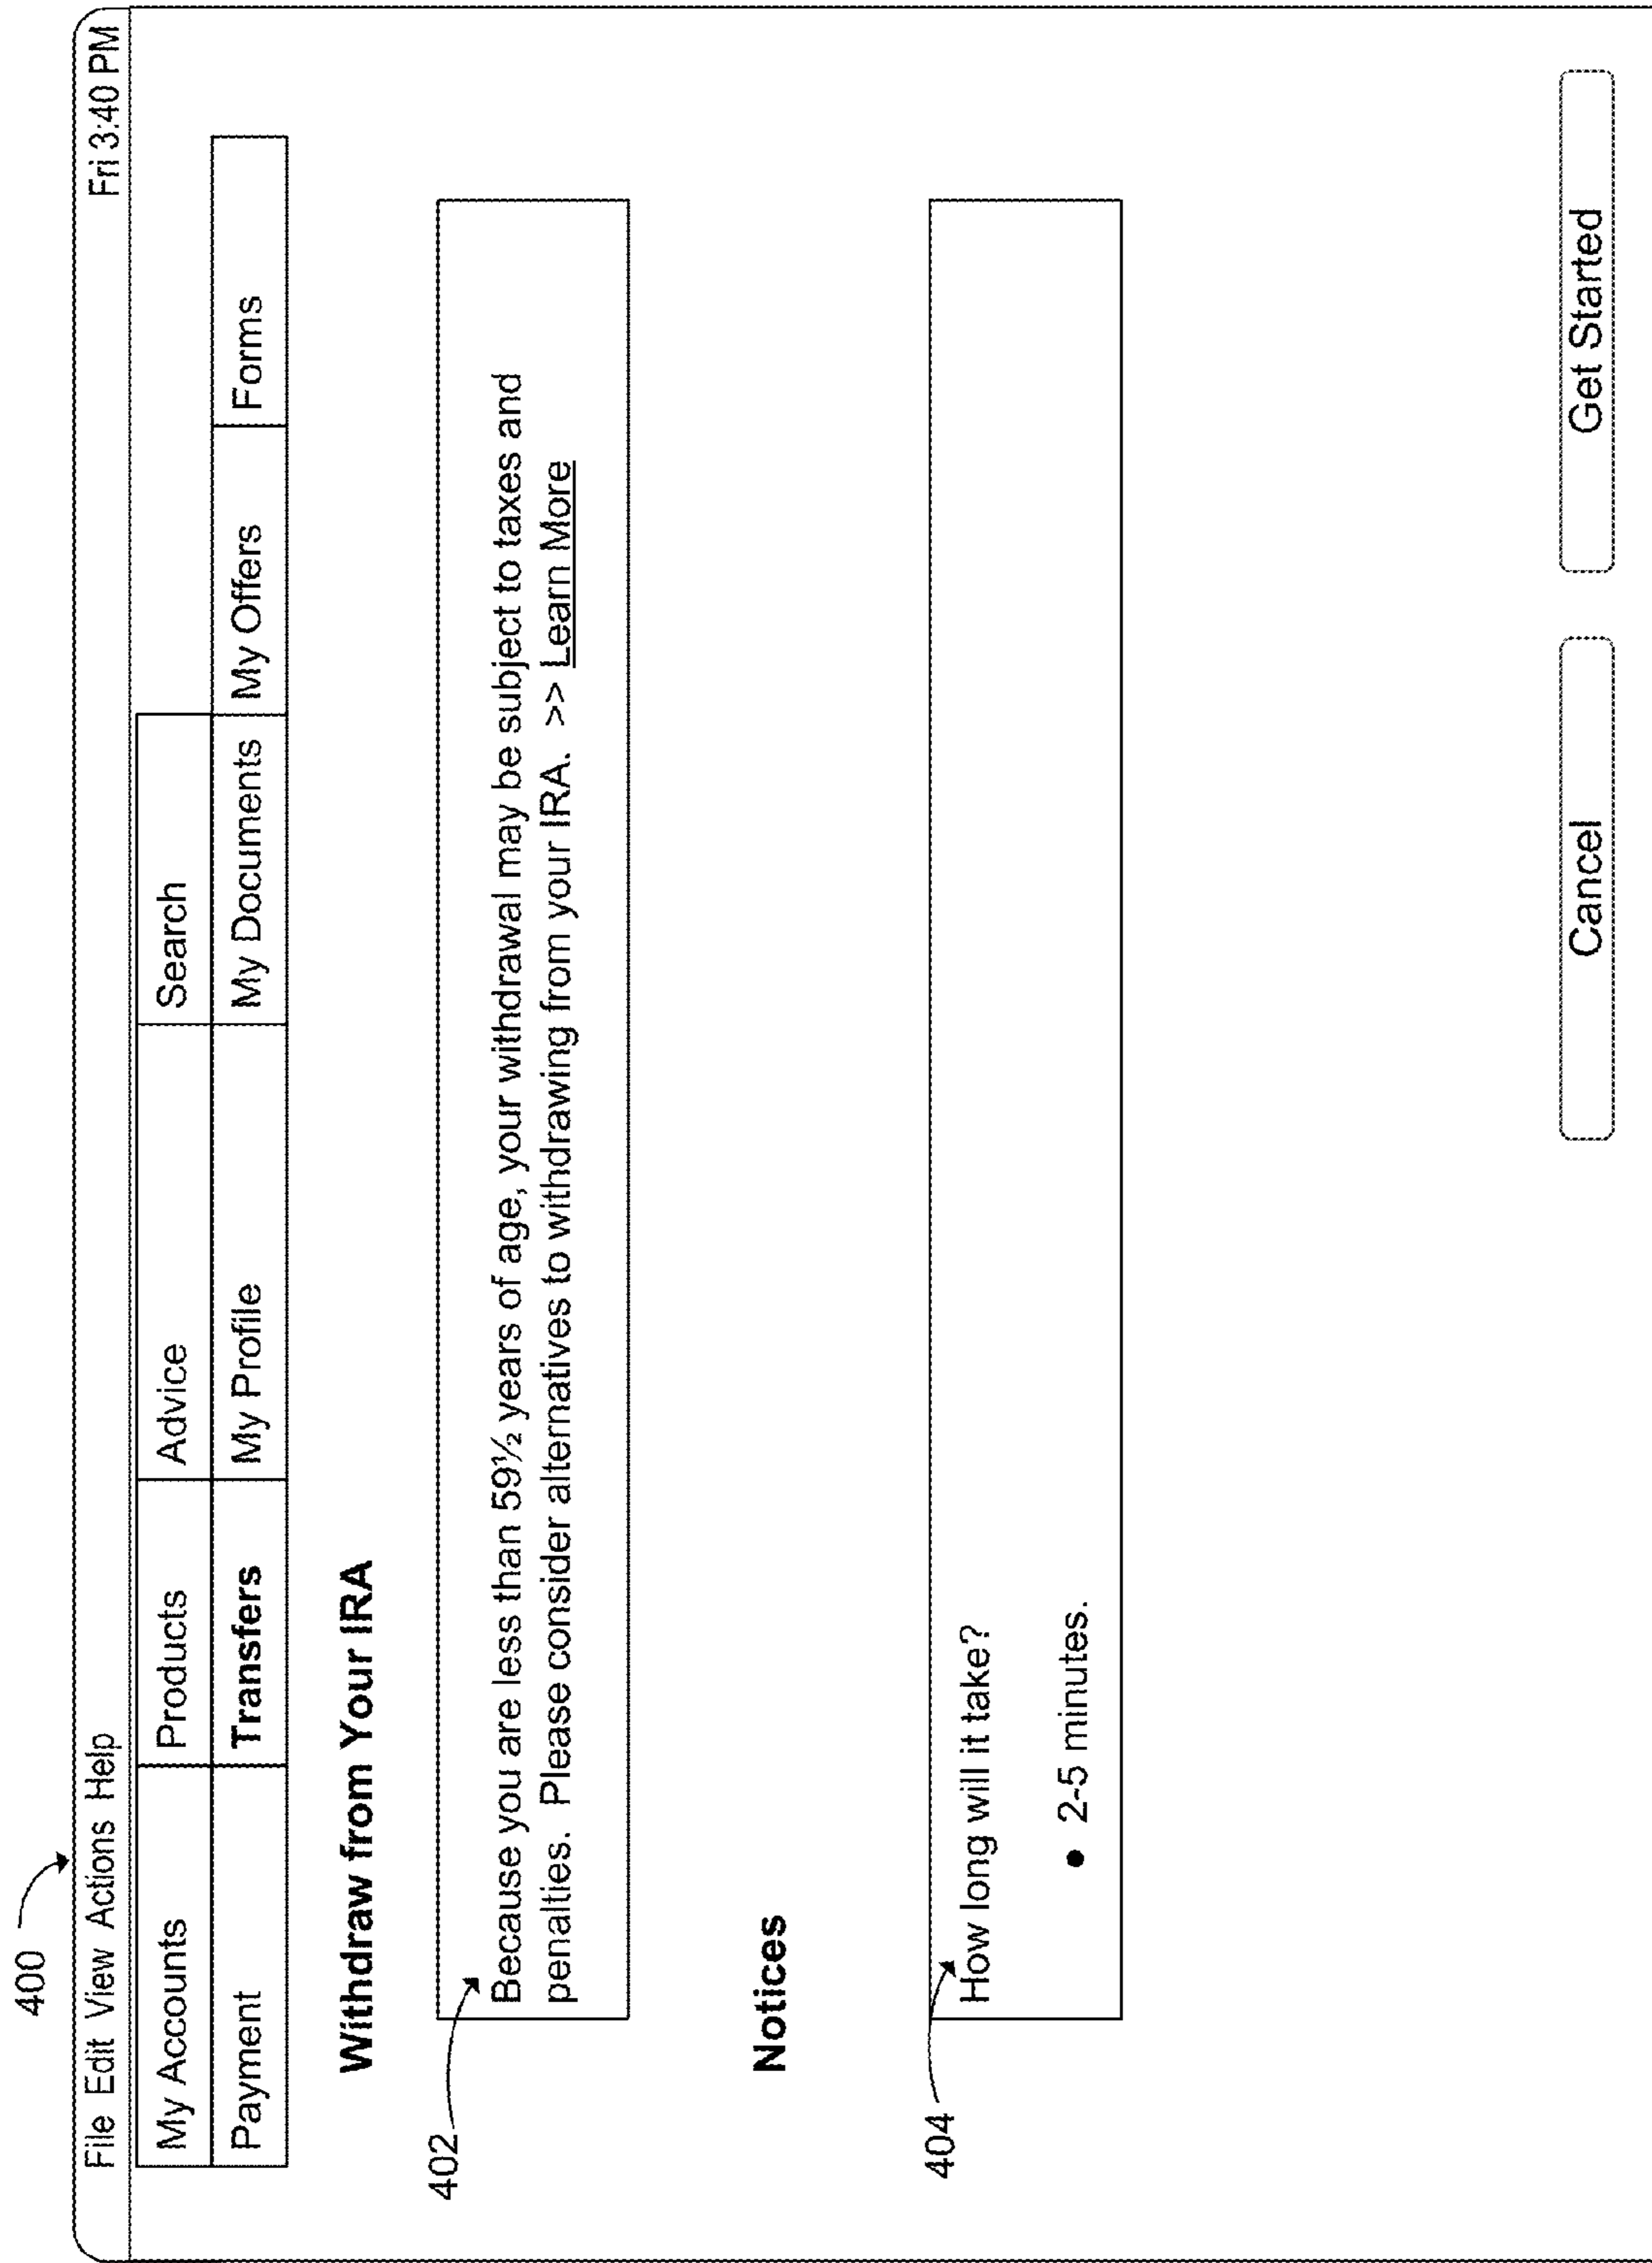 400
File Edit View Actions Help Fri 3:40 PM
My Accounts Products Advice Search
Payment Transfers My Profile My Documents My Offers Forms
Withdraw from Your IRA
402
Because you are less than 59½ years of age, your withdrawal may be subject to taxes and
penalties. Please consider alternatives to withdrawing from your IRA. >> Learn More
Notices
404
How long will it take?
• 2-5 minutes.
Cancel Get Started